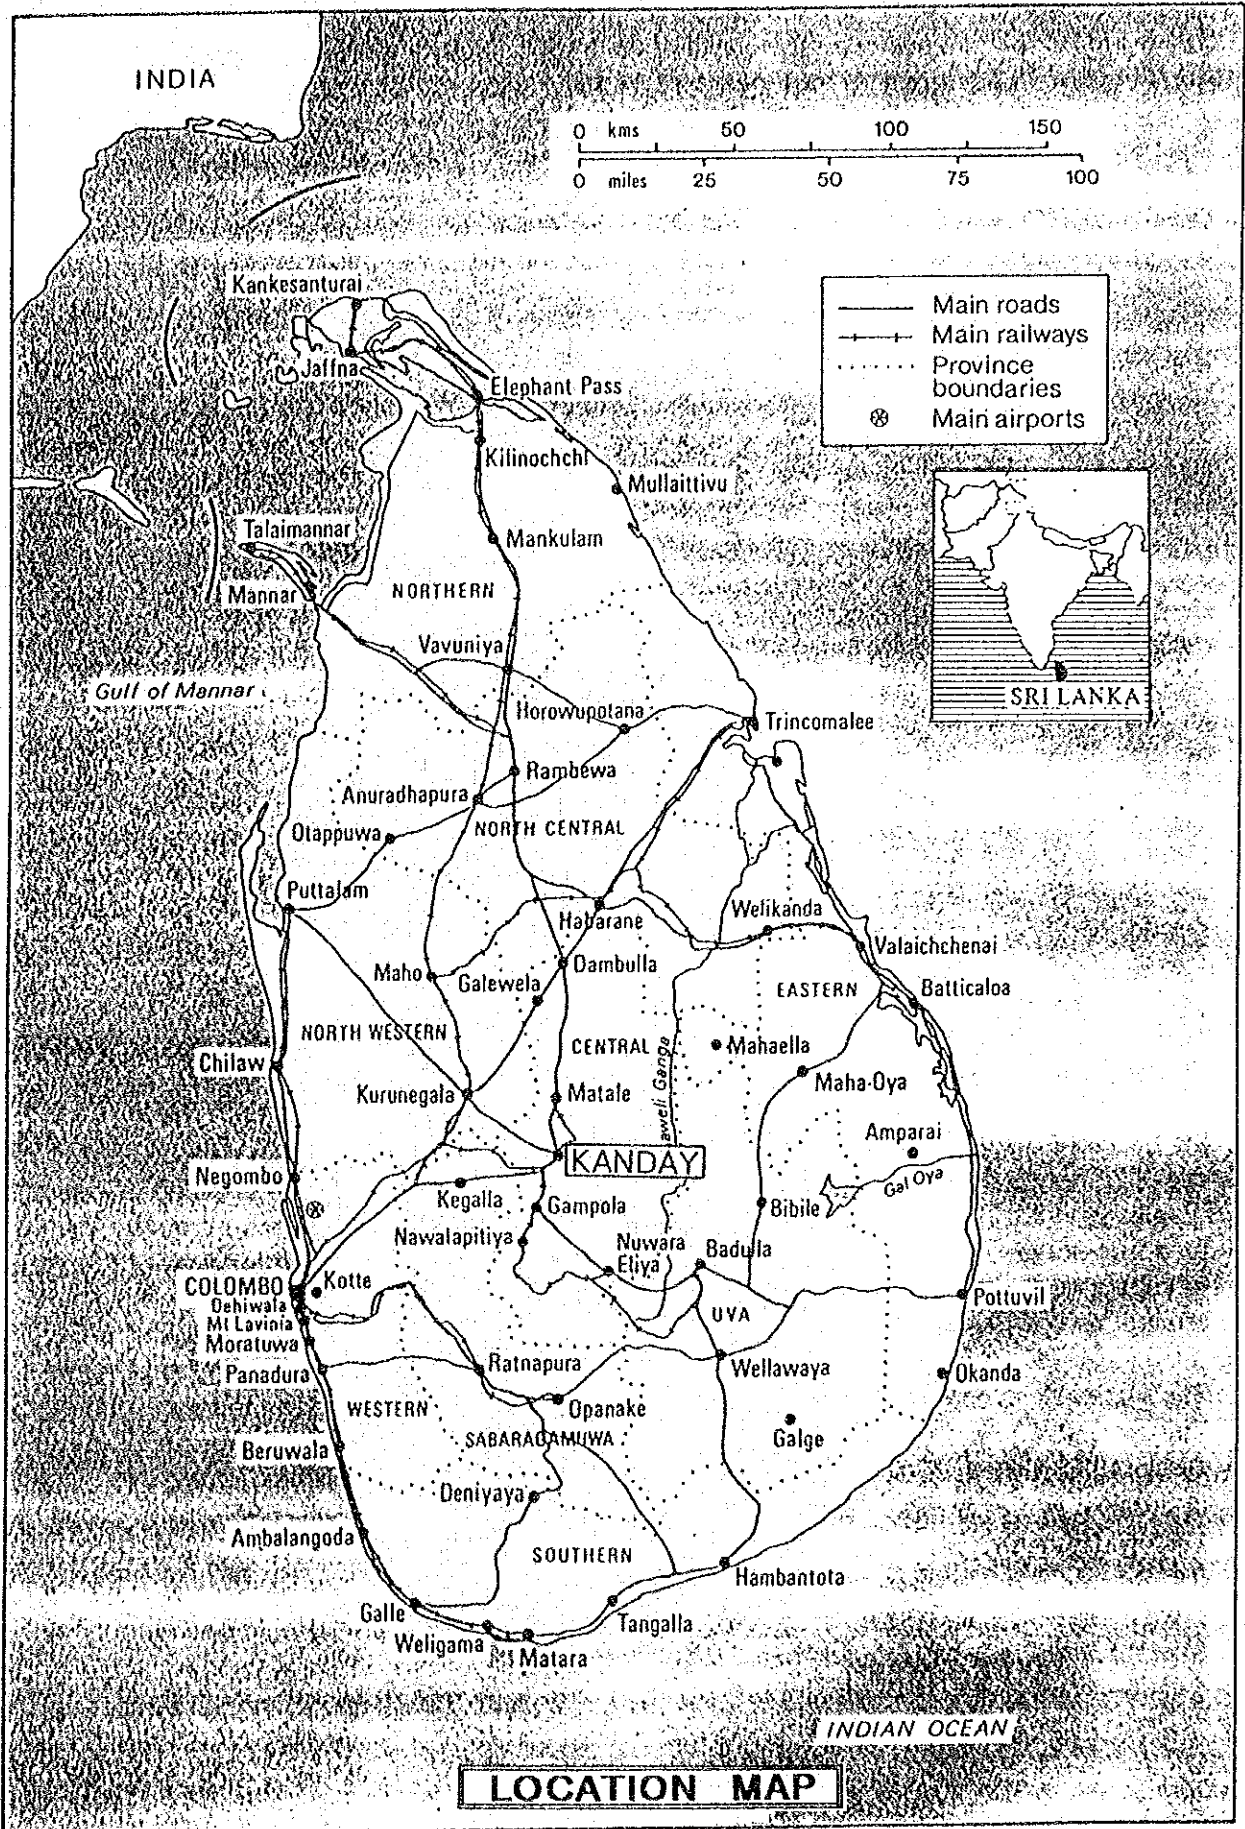 INDIA
0 kms 50 100 150
0 miles 25 50 75 100
Main roads
Main railways
Province
boundaries
Main airports
SRI LANKA
Kankesanturai
Jaffna
Elephant Pass
Kilinochchi
Mullaittivu
Talaimannar
Mankulam
Mannar
NORTHERN
Vavuniya
Gulf of Mannar
Horowupotana
Trincomalee
Rambewa
Anuradhapura
Otappuwa
NORTH CENTRAL
Puttalam
Habarane
Welikanda
Valaichchenai
Maho
Galewela
Dambulla
EASTERN
Batticaloa
NORTH WESTERN
CENTRAL
Mahaella
Chilaw
Maha-Oya
Kurunegala
Matale
aweli Ganga
Amparai
KANDAY
Negombo
Kegalla
Gal Oya
Gampola
Bibile
Nawalapitiya
Nuwara
Eliya
Badulla
COLOMBO
Kotte
Dehiwala
Mt Lavinia
Moratuwa
UVA
Pottuvil
Panadura
Ratnapura
Wellawaya
Okanda
WESTERN
Opanake
SABARAGAMUWA
Galge
Beruwala
Deniyaya
Ambalangoda
SOUTHERN
Hambantota
Galle
Tangalla
Weligama
Matara
INDIAN OCEAN
LOCATION MAP